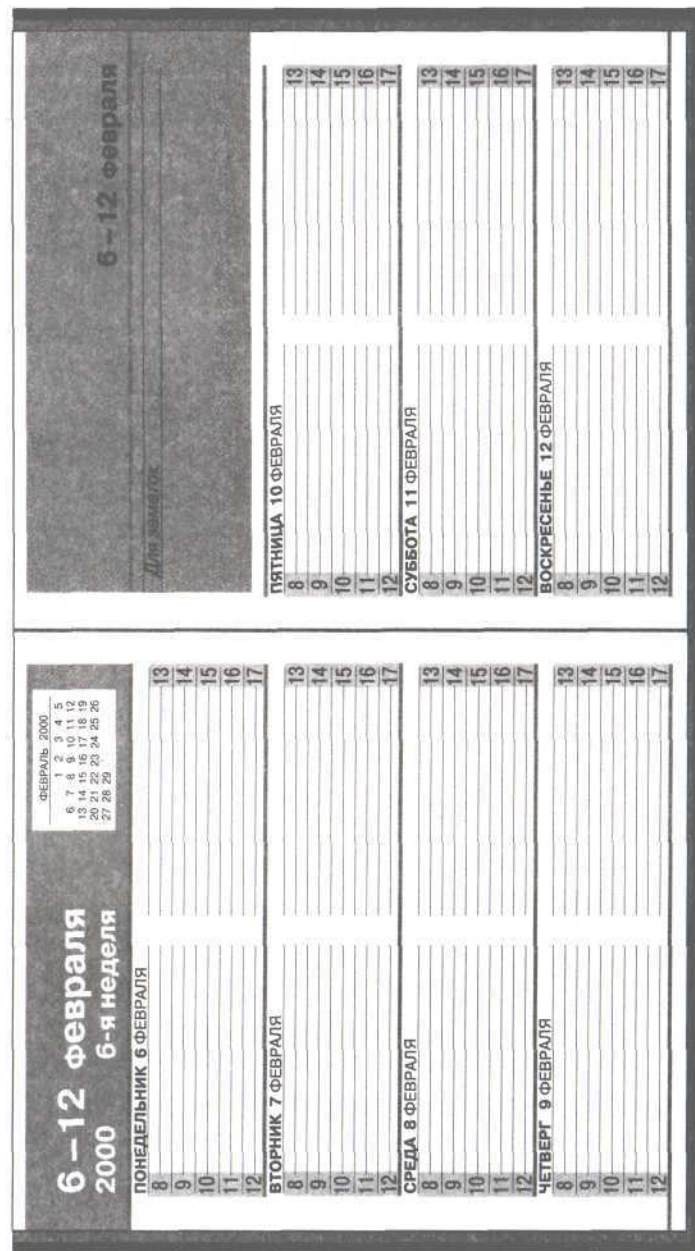 6–12 февраля
2000 6-я неделя
ФЕВРАЛЬ 2000
1 2 3 4 5
6 7 8 9 10 11 12
13 14 15 16 17 18 19
20 21 22 23 24 25 26
27 28 29
ПОНЕДЕЛЬНИК 6 ФЕВРАЛЯ
8 13
9 14
10 15
11 16
12 17
ВТОРНИК 7 ФЕВРАЛЯ
8 13
9 14
10 15
11 16
12 17
СРЕДА 8 ФЕВРАЛЯ
8 13
9 14
10 15
11 16
12 17
ЧЕТВЕРГ 9 ФЕВРАЛЯ
8 13
9 14
10 15
11 16
12 17
6–12 февраля
Для заметок
ПЯТНИЦА 10 ФЕВРАЛЯ
8 13
9 14
10 15
11 16
12 17
СУББОТА 11 ФЕВРАЛЯ
8 13
9 14
10 15
11 16
12 17
ВОСКРЕСЕНЬЕ 12 ФЕВРАЛЯ
8 13
9 14
10 15
11 16
12 17